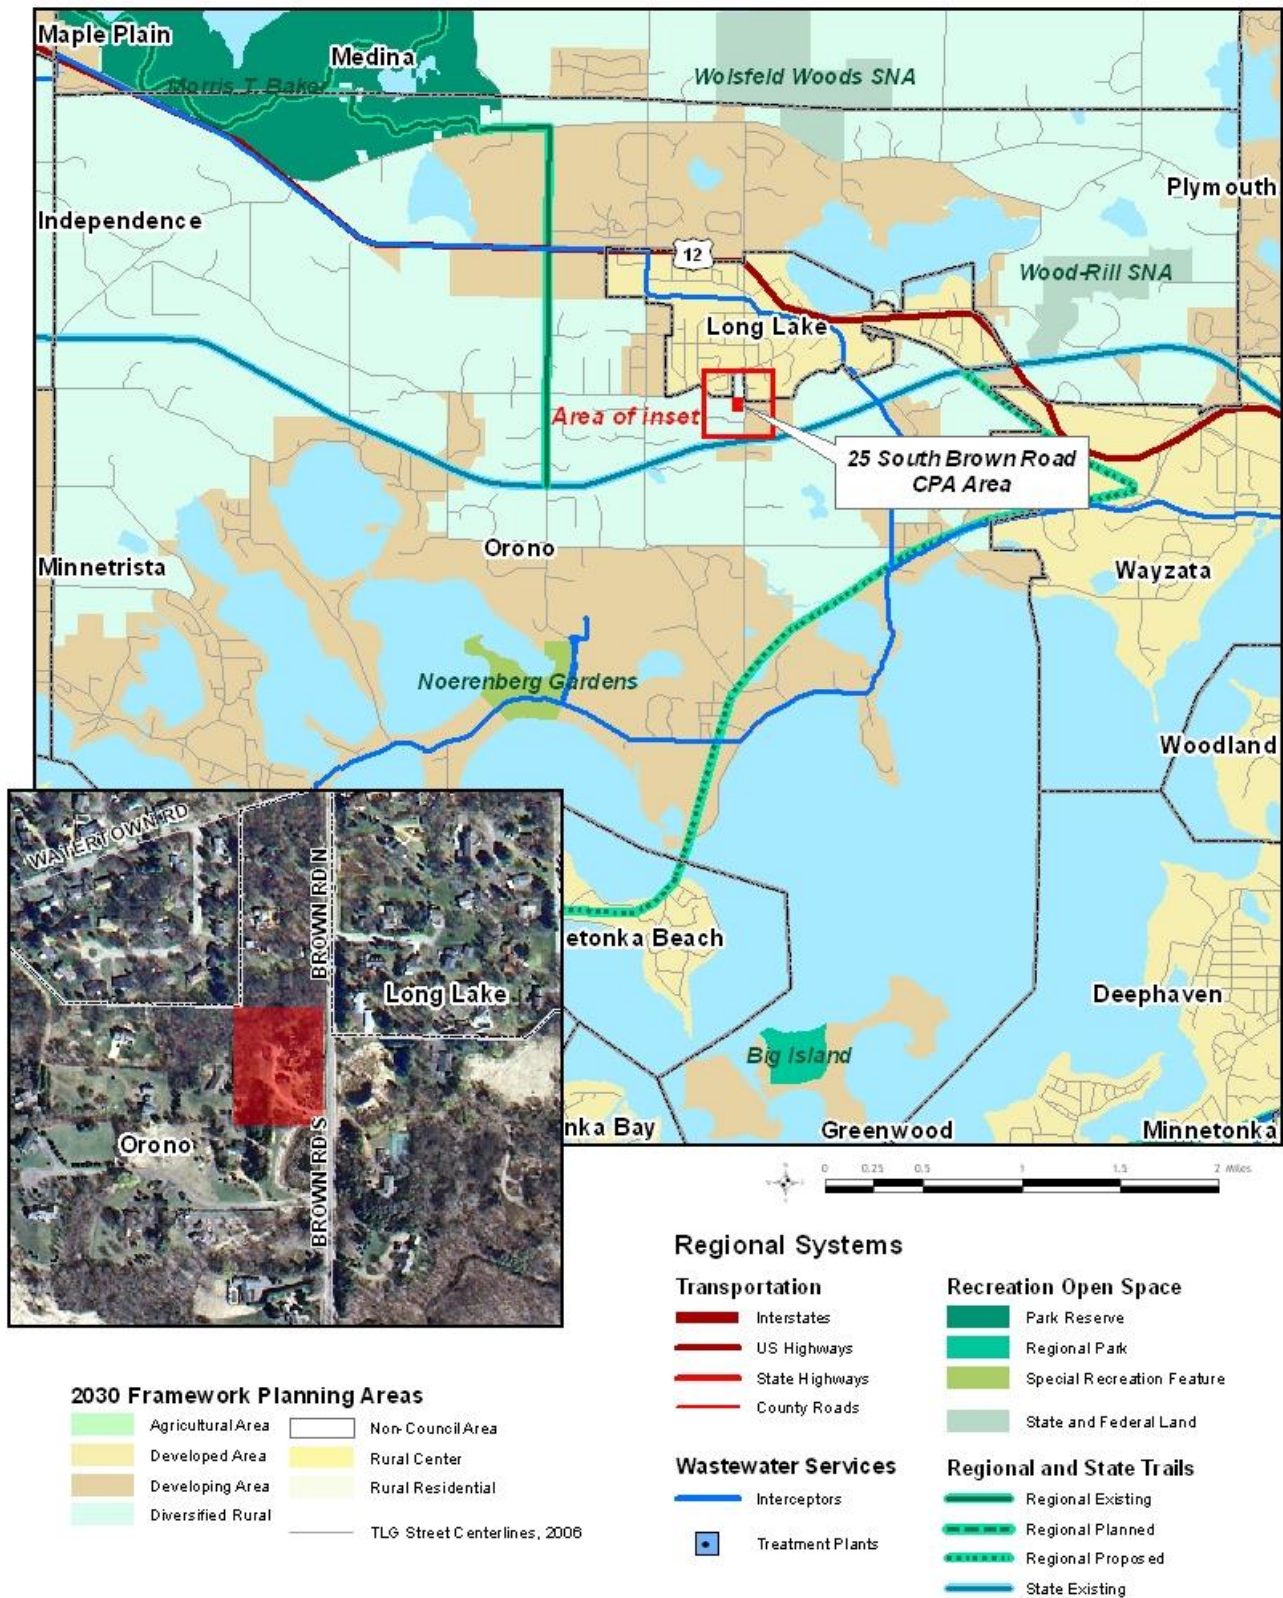 Maple Plain
Medina
Morris T. Baker
Wolsfeld Woods SNA
Plymouth
Independence
12
Wood-Rill SNA
Long Lake
Area of inset
25 South Brown Road
CPA Area
Orono
Minnetrista
Wayzata
Noerenberg Gardens
Woodland
WATERTOWN RD
BROWN RD N
etonka Beach
Long Lake
Deephaven
Big Island
Orono
BROWN RD S
nka Bay
Greenwood
Minnetonka
0 0.25 0.5 1 1.5 2 Miles
Regional Systems
Transportation
Interstates
US Highways
State Highways
County Roads
Recreation Open Space
Park Reserve
Regional Park
Special Recreation Feature
State and Federal Land
Wastewater Services
Interceptors
Treatment Plants
Regional and State Trails
Regional Existing
Regional Planned
Regional Proposed
State Existing
2030 Framework Planning Areas
Agricultural Area
Developed Area
Developing Area
Diversified Rural
Non-Council Area
Rural Center
Rural Residential
TLG Street Centerlines, 2006